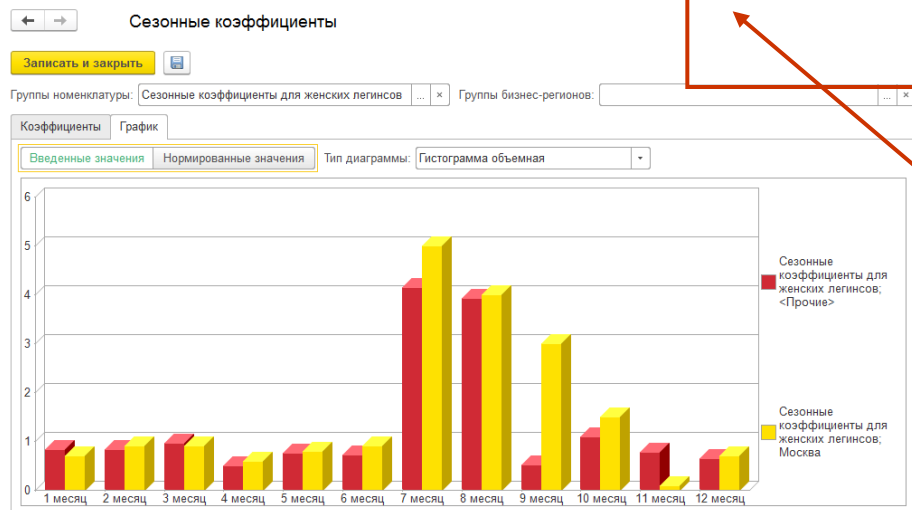 Сезонные коэффициенты
Записать и закрыть
Группы номенклатуры: Сезонные коэффициенты для женских легинсов ... × Группы бизнес-регионов: ... ×
Коэффициенты График
Введенные значения Нормированные значения Тип диаграммы: Гистограмма объемная
6
5
4
3
2
1
0
1 месяц 2 месяц 3 месяц 4 месяц 5 месяц 6 месяц 7 месяц 8 месяц 9 месяц 10 месяц 11 месяц 12 месяц
Сезонные
коэффициенты для
женских легинсов;
<Прочие>
Сезонные
коэффициенты для
женских легинсов;
Москва